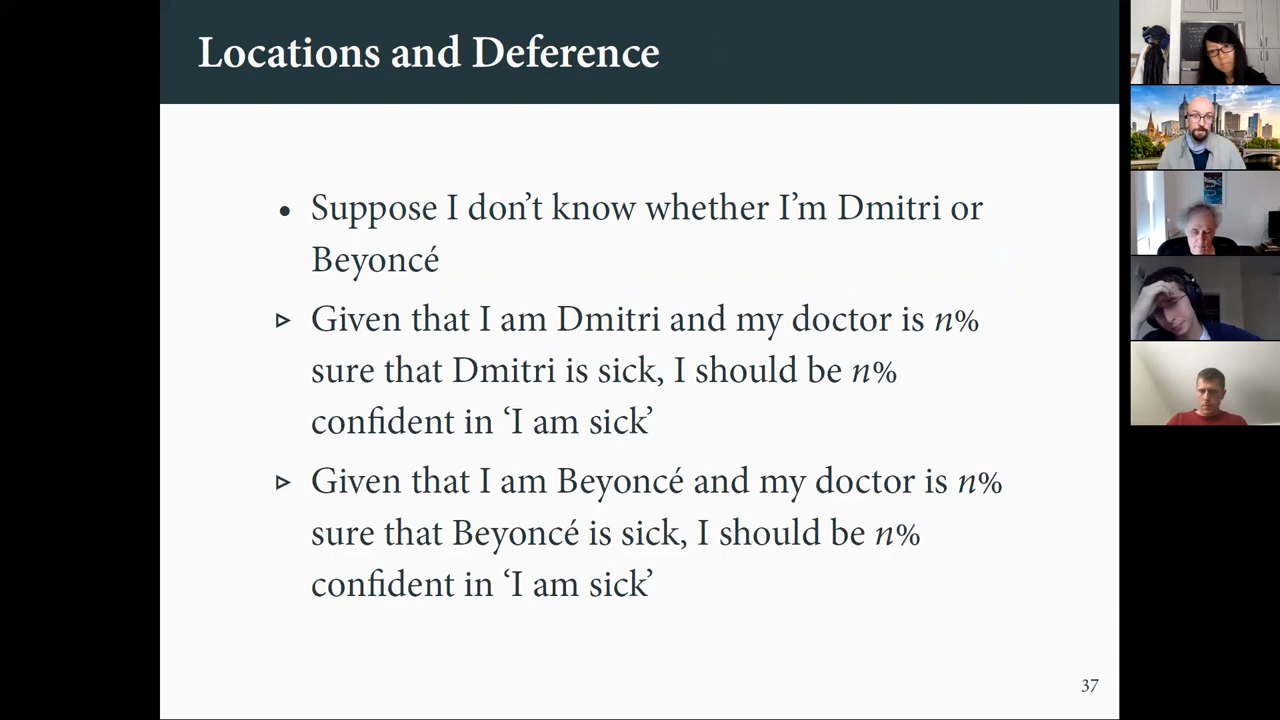 Locations and Deference
• Suppose I don’t know whether I’m Dmitri or
Beyoncé
▹ Given that I am Dmitri and my doctor is n%
sure that Dmitri is sick, I should be n%
confident in ‘I am sick’
▹ Given that I am Beyoncé and my doctor is n%
sure that Beyoncé is sick, I should be n%
confident in ‘I am sick’
37